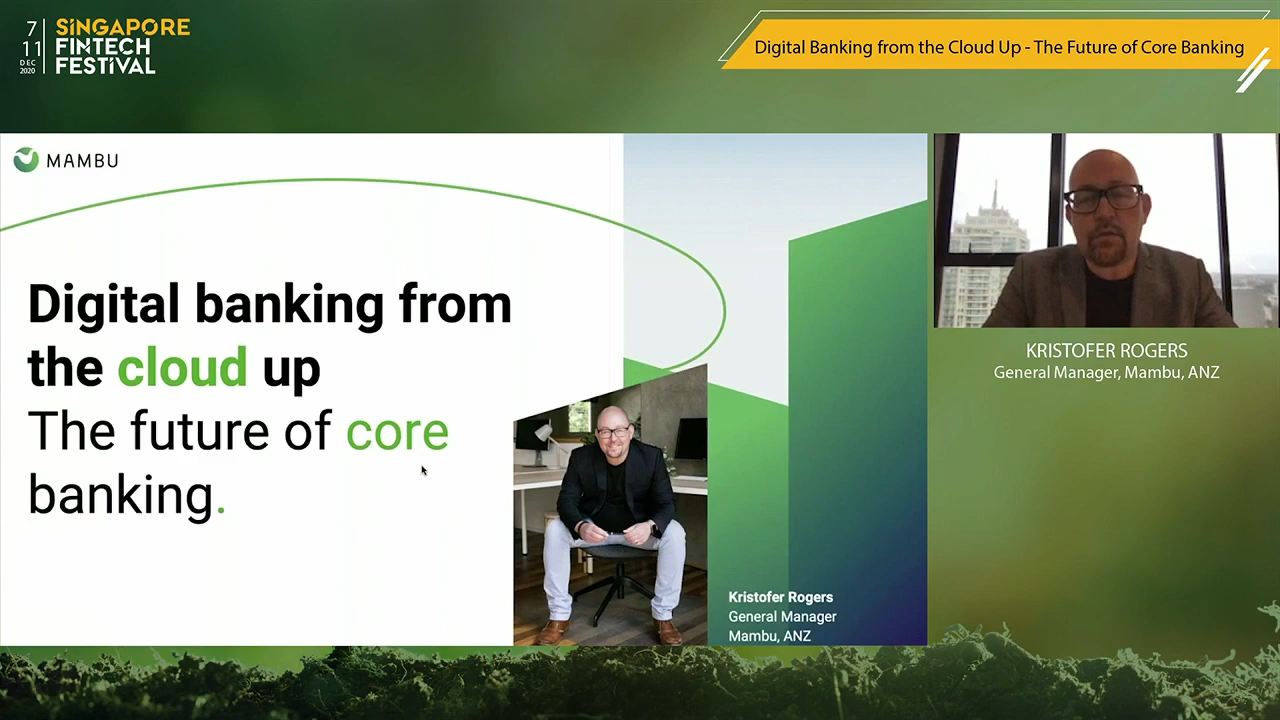 7
11
DEC
2020
SiNGAPORE
FiNTECH
FESTiVAL
Digital Banking from the Cloud Up - The Future of Core Banking
MAMBU
Digital banking from
the cloud up
The future of core
banking.
Kristofer Rogers
General Manager
Mambu, ANZ
KRISTOFER ROGERS
General Manager, Mambu, ANZ